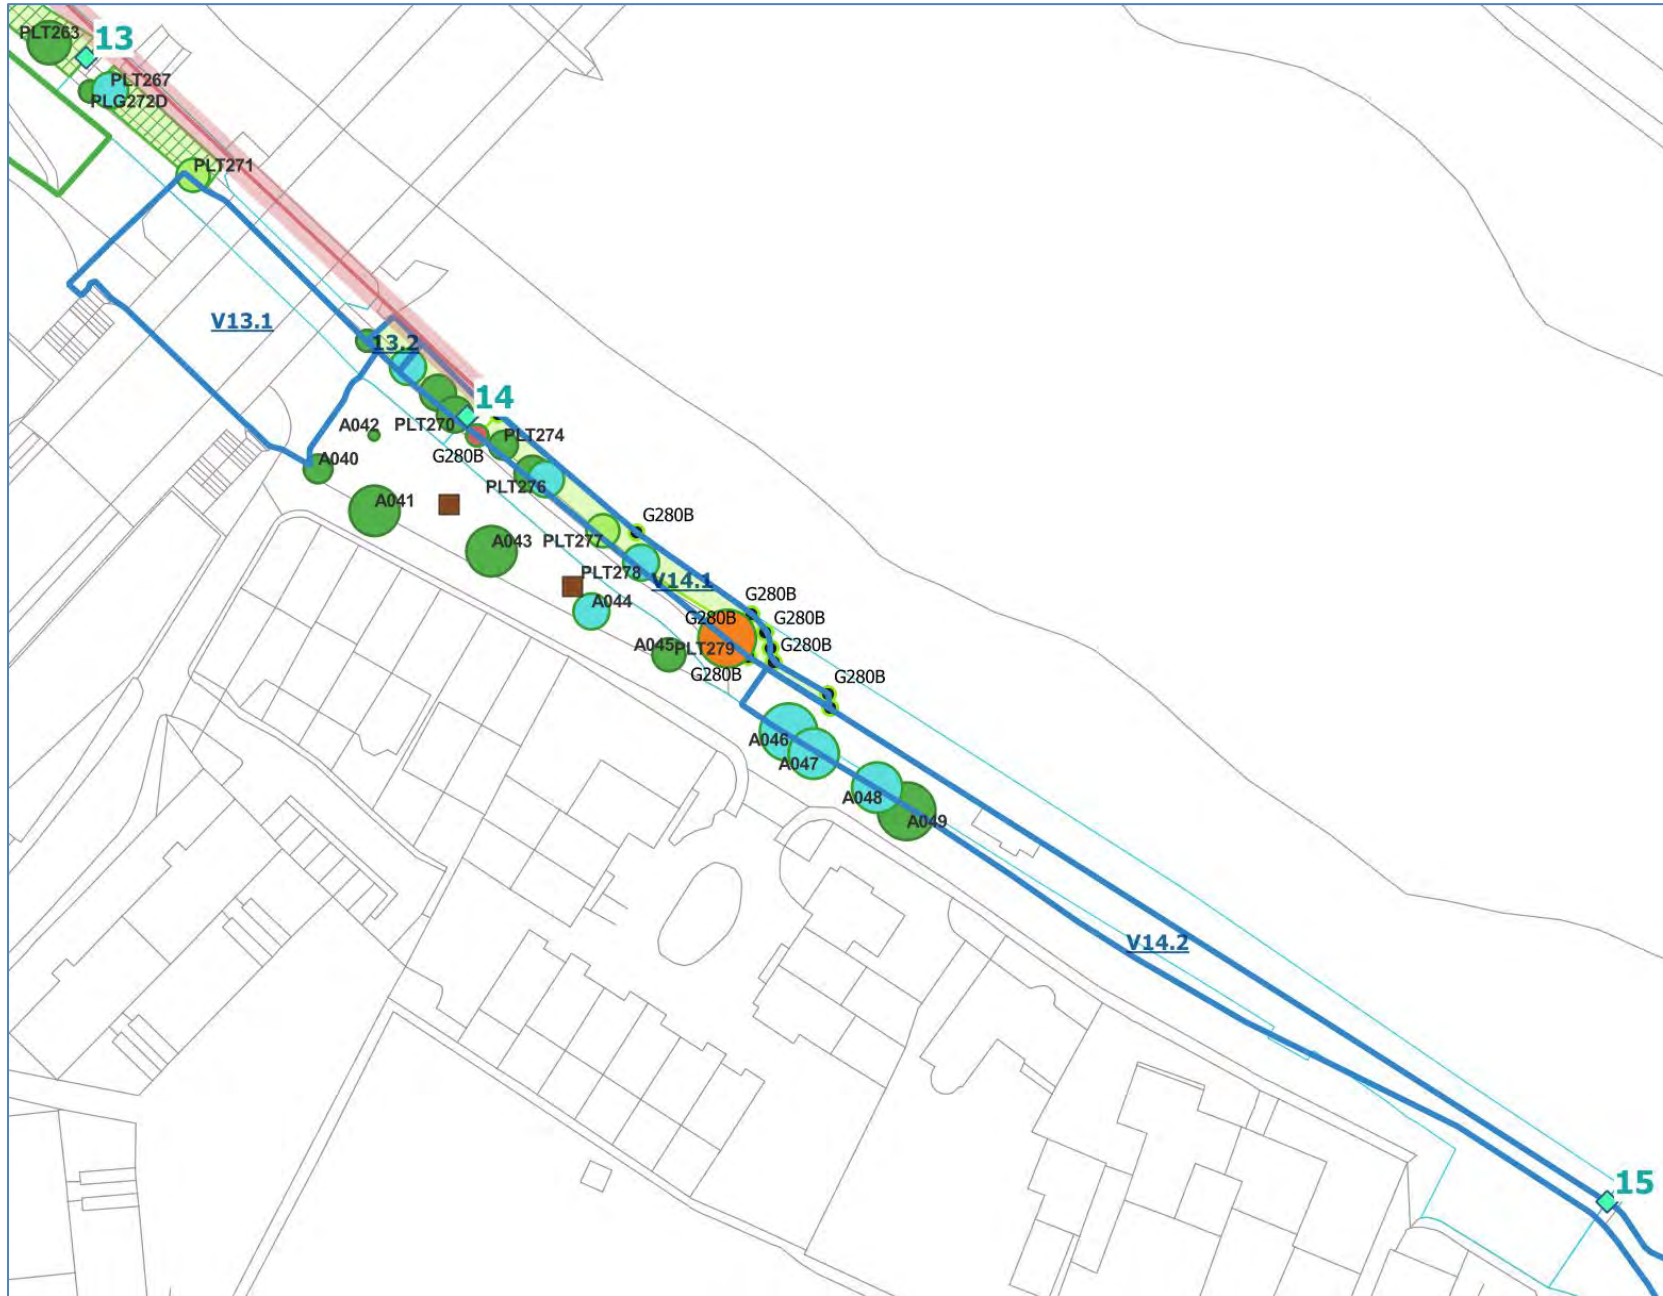 PLT263
13
PLT267
PLG272D
PLT271
V13.1
13.2
14
A042
PLT270
PLT274
G280B
A040
PLT276
A041
G280B
A043
PLT277
PLT278
V14.1
A044
G280B
G280B
G280B
A045
PLT279
G280B
G280B
G280B
A046
A047
A048
A049
V14.2
15